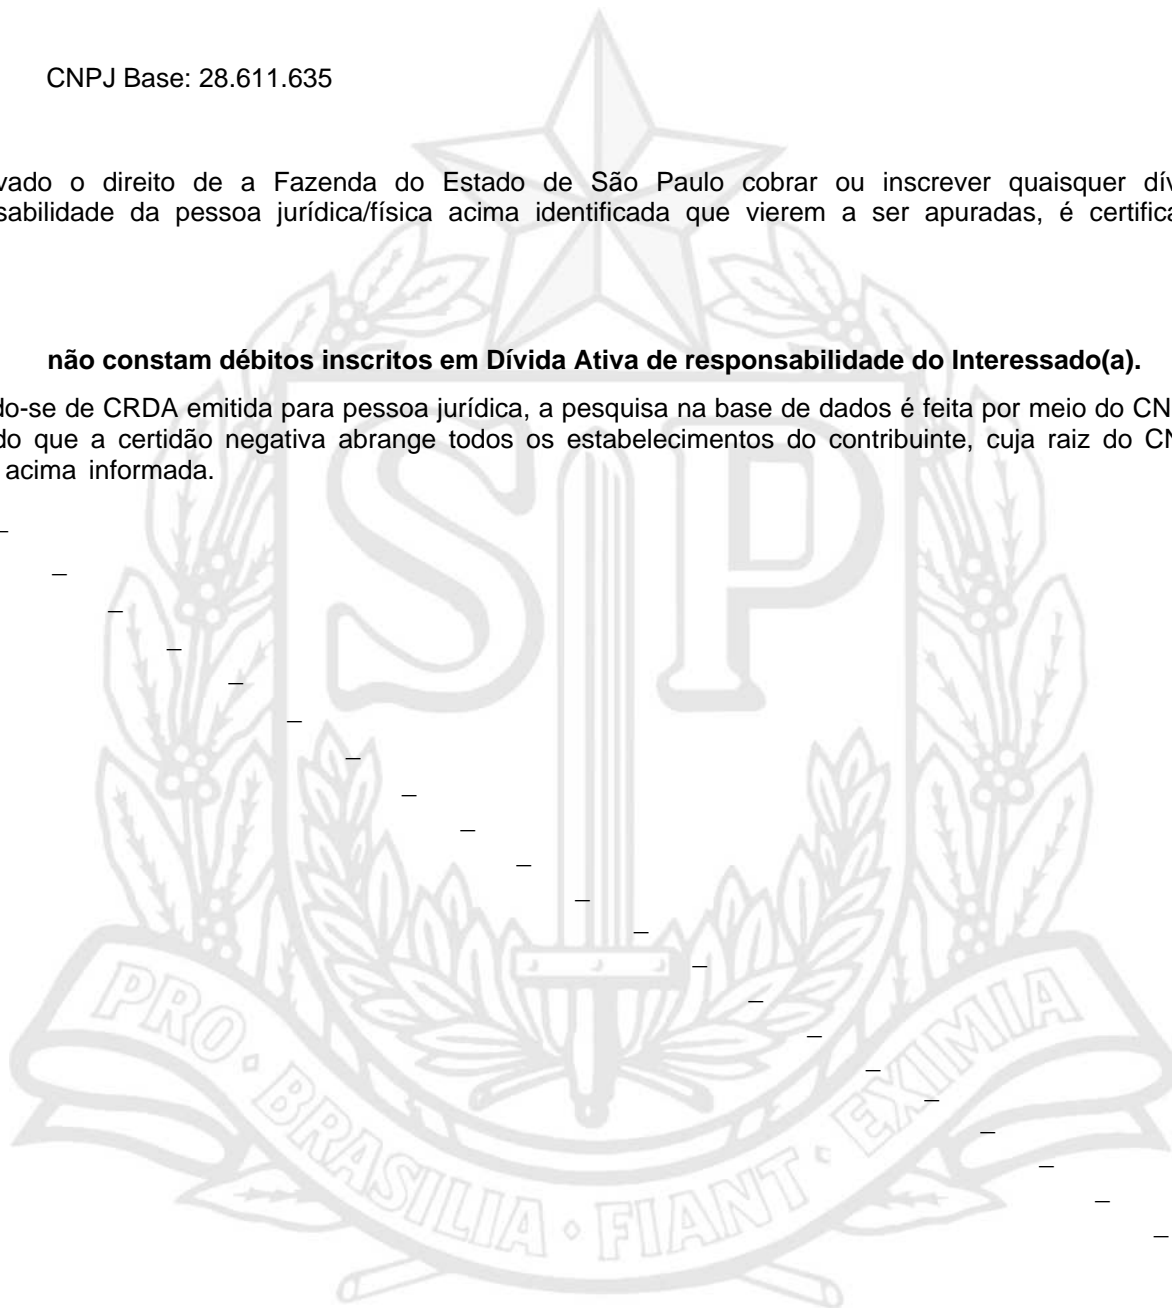 CNPJ Base: 28.611.635
vado o direito de a Fazenda do Estado de São Paulo cobrar ou inscrever quaisquer dív
sabilidade da pessoa jurídica/física acima identificada que vierem a ser apuradas, é certifica
não constam débitos inscritos em Dívida Ativa de responsabilidade do Interessado(a).
do-se de CRDA emitida para pessoa jurídica, a pesquisa na base de dados é feita por meio do CN
do que a certidão negativa abrange todos os estabelecimentos do contribuinte, cuja raiz do CN
acima informada.
SP
PRO · BRASILIA · FIANT · EXIMIA